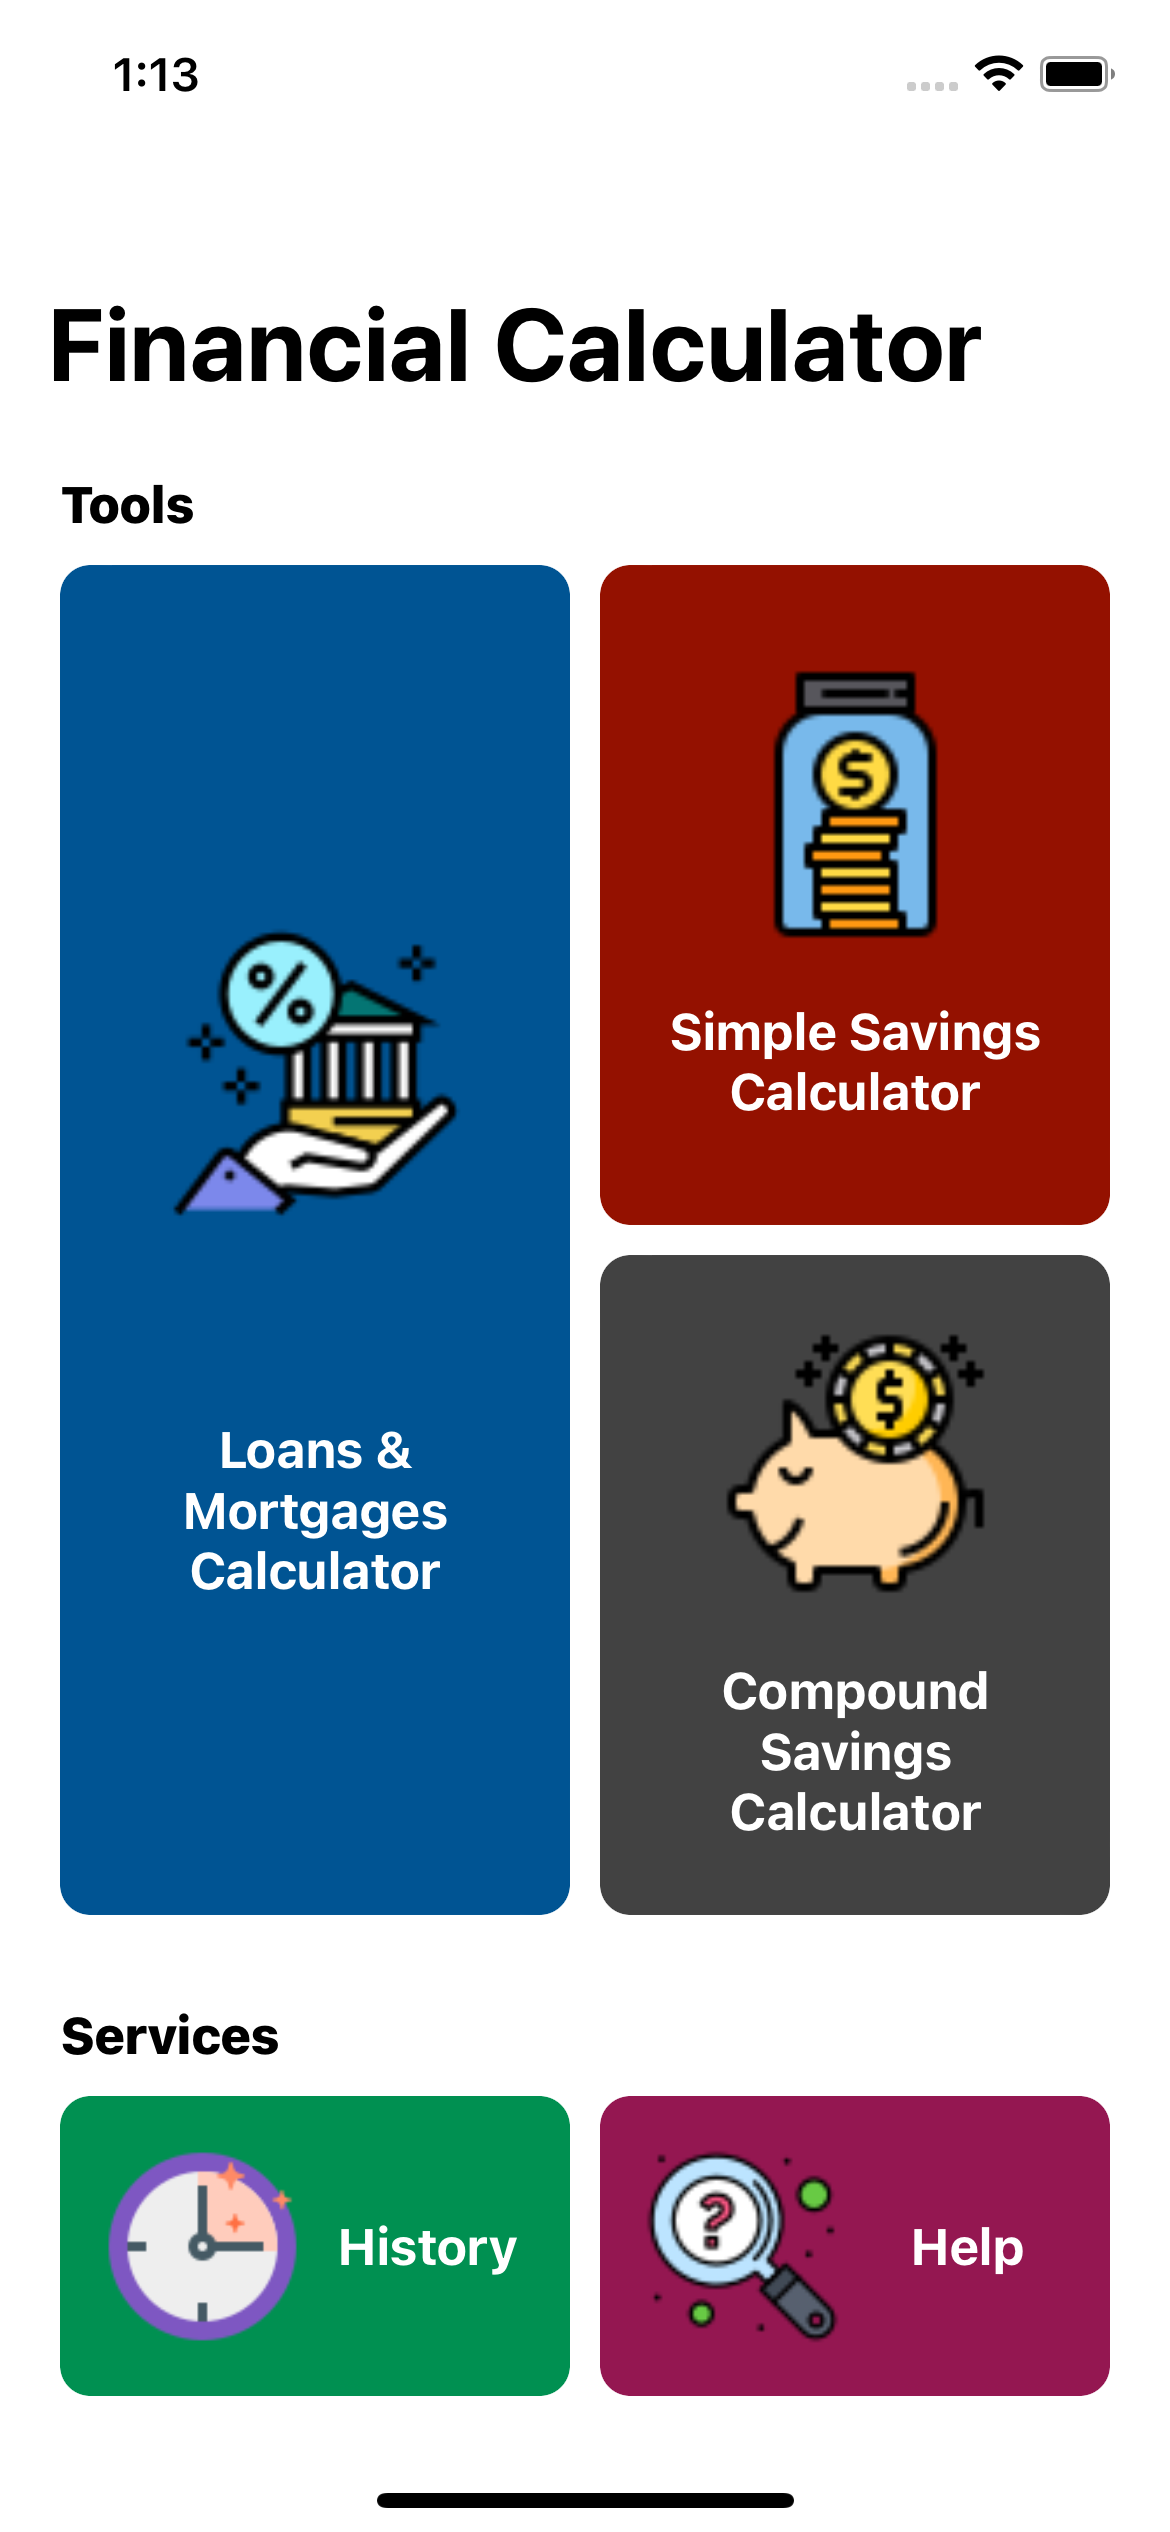 1:13
Financial Calculator
Tools
%
Loans &
Mortgages
Calculator
$
Simple Savings
Calculator
$
Compound
Savings
Calculator
Services
History
?
Help